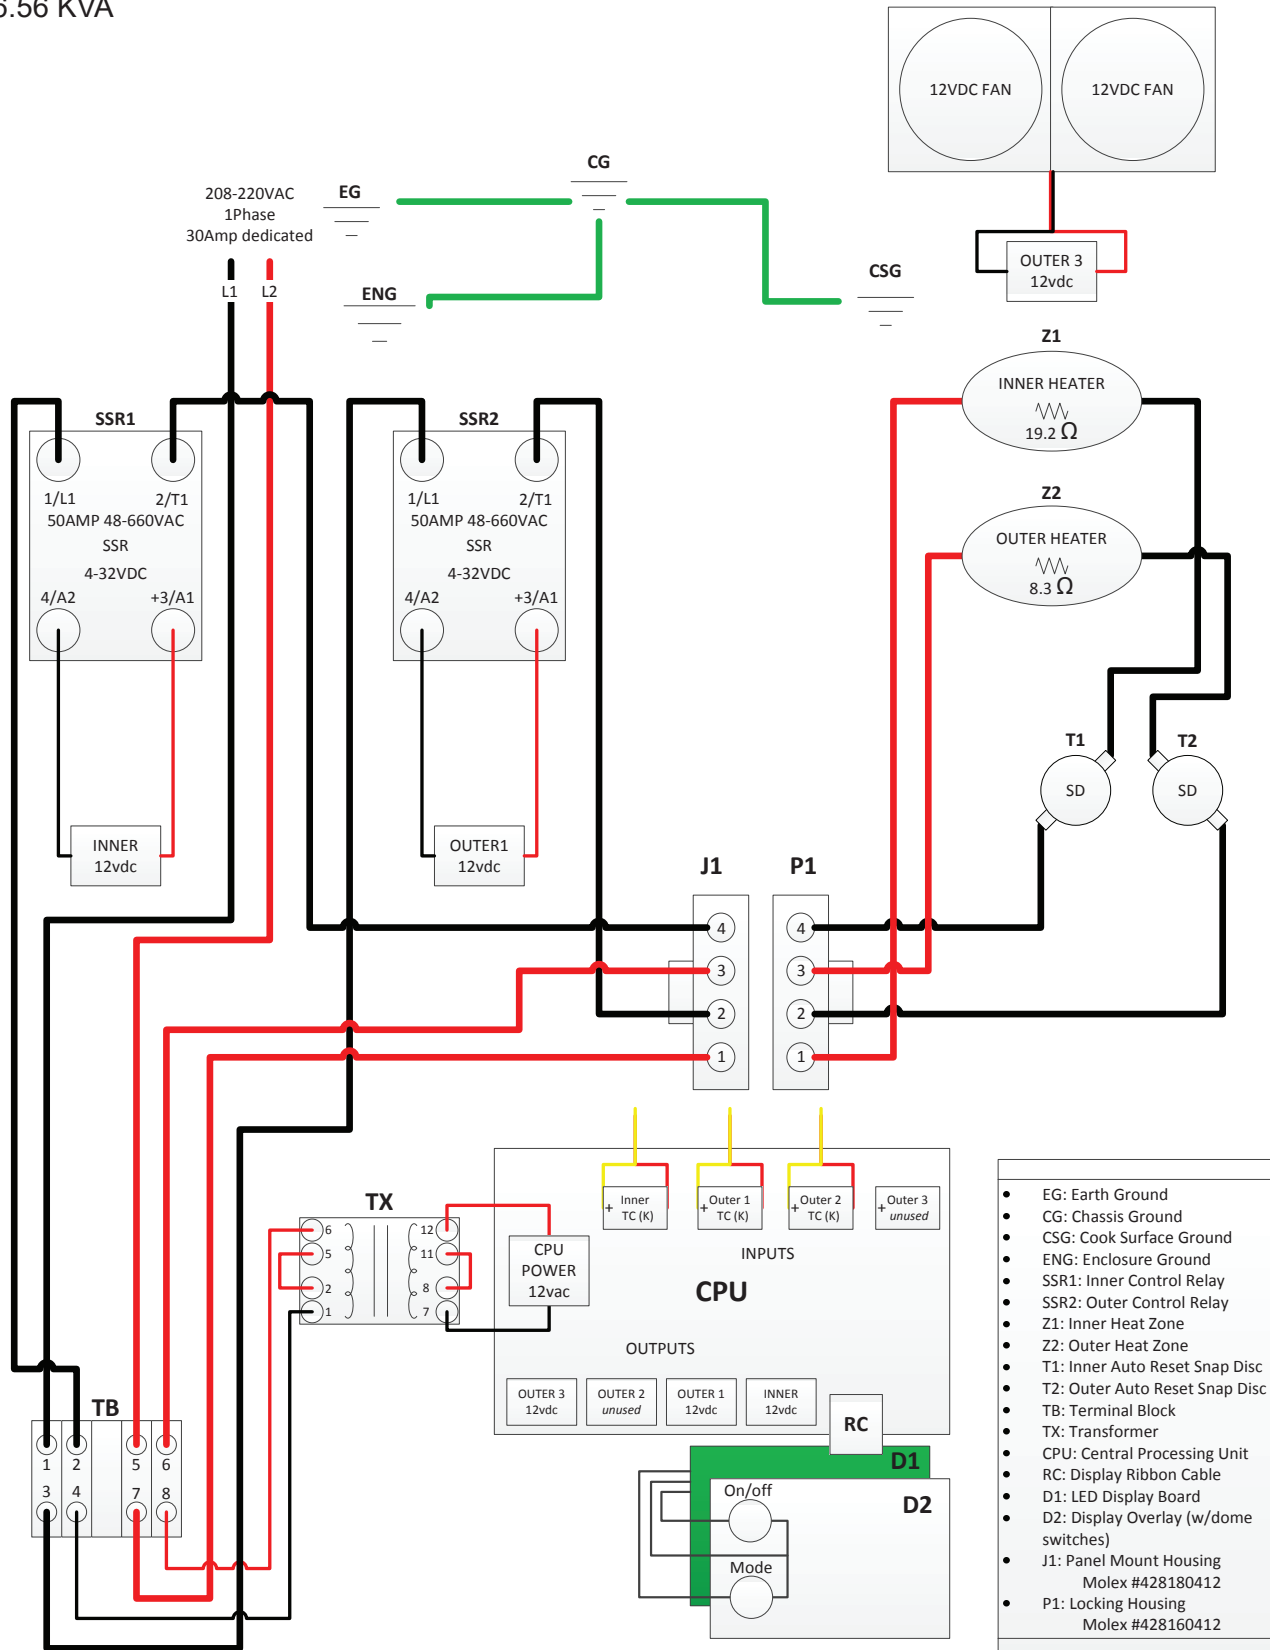 6.56 KVA
12VDC FAN
12VDC FAN
OUTER 3
12vdc
208-220VAC
1Phase
30Amp dedicated
L1
L2
EG
CG
ENG
CSG
SSR1
1/L1
2/T1
50AMP 48-660VAC
SSR
4-32VDC
4/A2
+3/A1
INNER
12vdc
SSR2
1/L1
2/T1
50AMP 48-660VAC
SSR
4-32VDC
4/A2
+3/A1
OUTER1
12vdc
Z1
INNER HEATER
19.2 Ω
Z2
OUTER HEATER
8.3 Ω
T1
SD
T2
SD
J1
4
3
2
1
P1
4
3
2
1
TX
6
5
2
1
12
11
8
7
CPU
POWER
12vac
+
Inner
TC (K)
+
Outer 1
TC (K)
+
Outer 2
TC (K)
+
Outer 3
unused
INPUTS
CPU
OUTPUTS
OUTER 3
12vdc
OUTER 2
unused
OUTER 1
12vdc
INNER
12vdc
RC
D1
D2
On/off
Mode
TB
1
2
5
6
3
4
7
8
• EG: Earth Ground
• CG: Chassis Ground
• CSG: Cook Surface Ground
• ENG: Enclosure Ground
• SSR1: Inner Control Relay
• SSR2: Outer Control Relay
• Z1: Inner Heat Zone
• Z2: Outer Heat Zone
• T1: Inner Auto Reset Snap Disc
• T2: Outer Auto Reset Snap Disc
• TB: Terminal Block
• TX: Transformer
• CPU: Central Processing Unit
• RC: Display Ribbon Cable
• D1: LED Display Board
• D2: Display Overlay (w/dome
switches)
• J1: Panel Mount Housing
Molex #428180412
• P1: Locking Housing
Molex #428160412